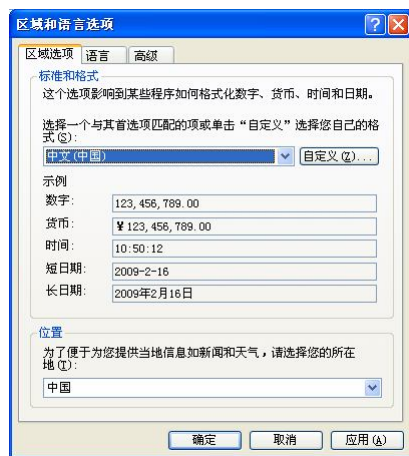 区域和语言选项
区域选项 语言 高级
标准和格式
这个选项影响到某些程序如何格式化数字、货币、时间和日期。
选择一个与其首选项匹配的项或单击“自定义”选择您自己的格
式(S):
中文(中国) 自定义(Z)...
示例
数字: 123,456,789.00
货币: ¥123,456,789.00
时间: 10:50:12
短日期: 2009-2-16
长日期: 2009年2月16日
位置
为了便于为您提供当地信息如新闻和天气，请选择您的所在
地(T):
中国
确定 取消 应用(A)